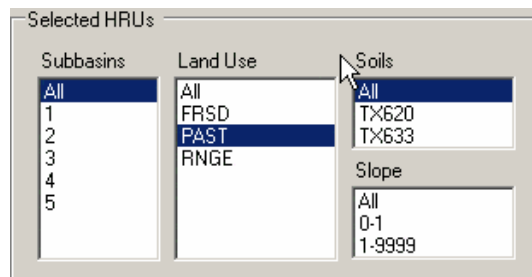 Selected HRUs
Subbasins
All
1
2
3
4
5
Land Use
All
FRSD
PAST
RNGE
Soils
All
TX620
TX633
Slope
All
0-1
1-9999